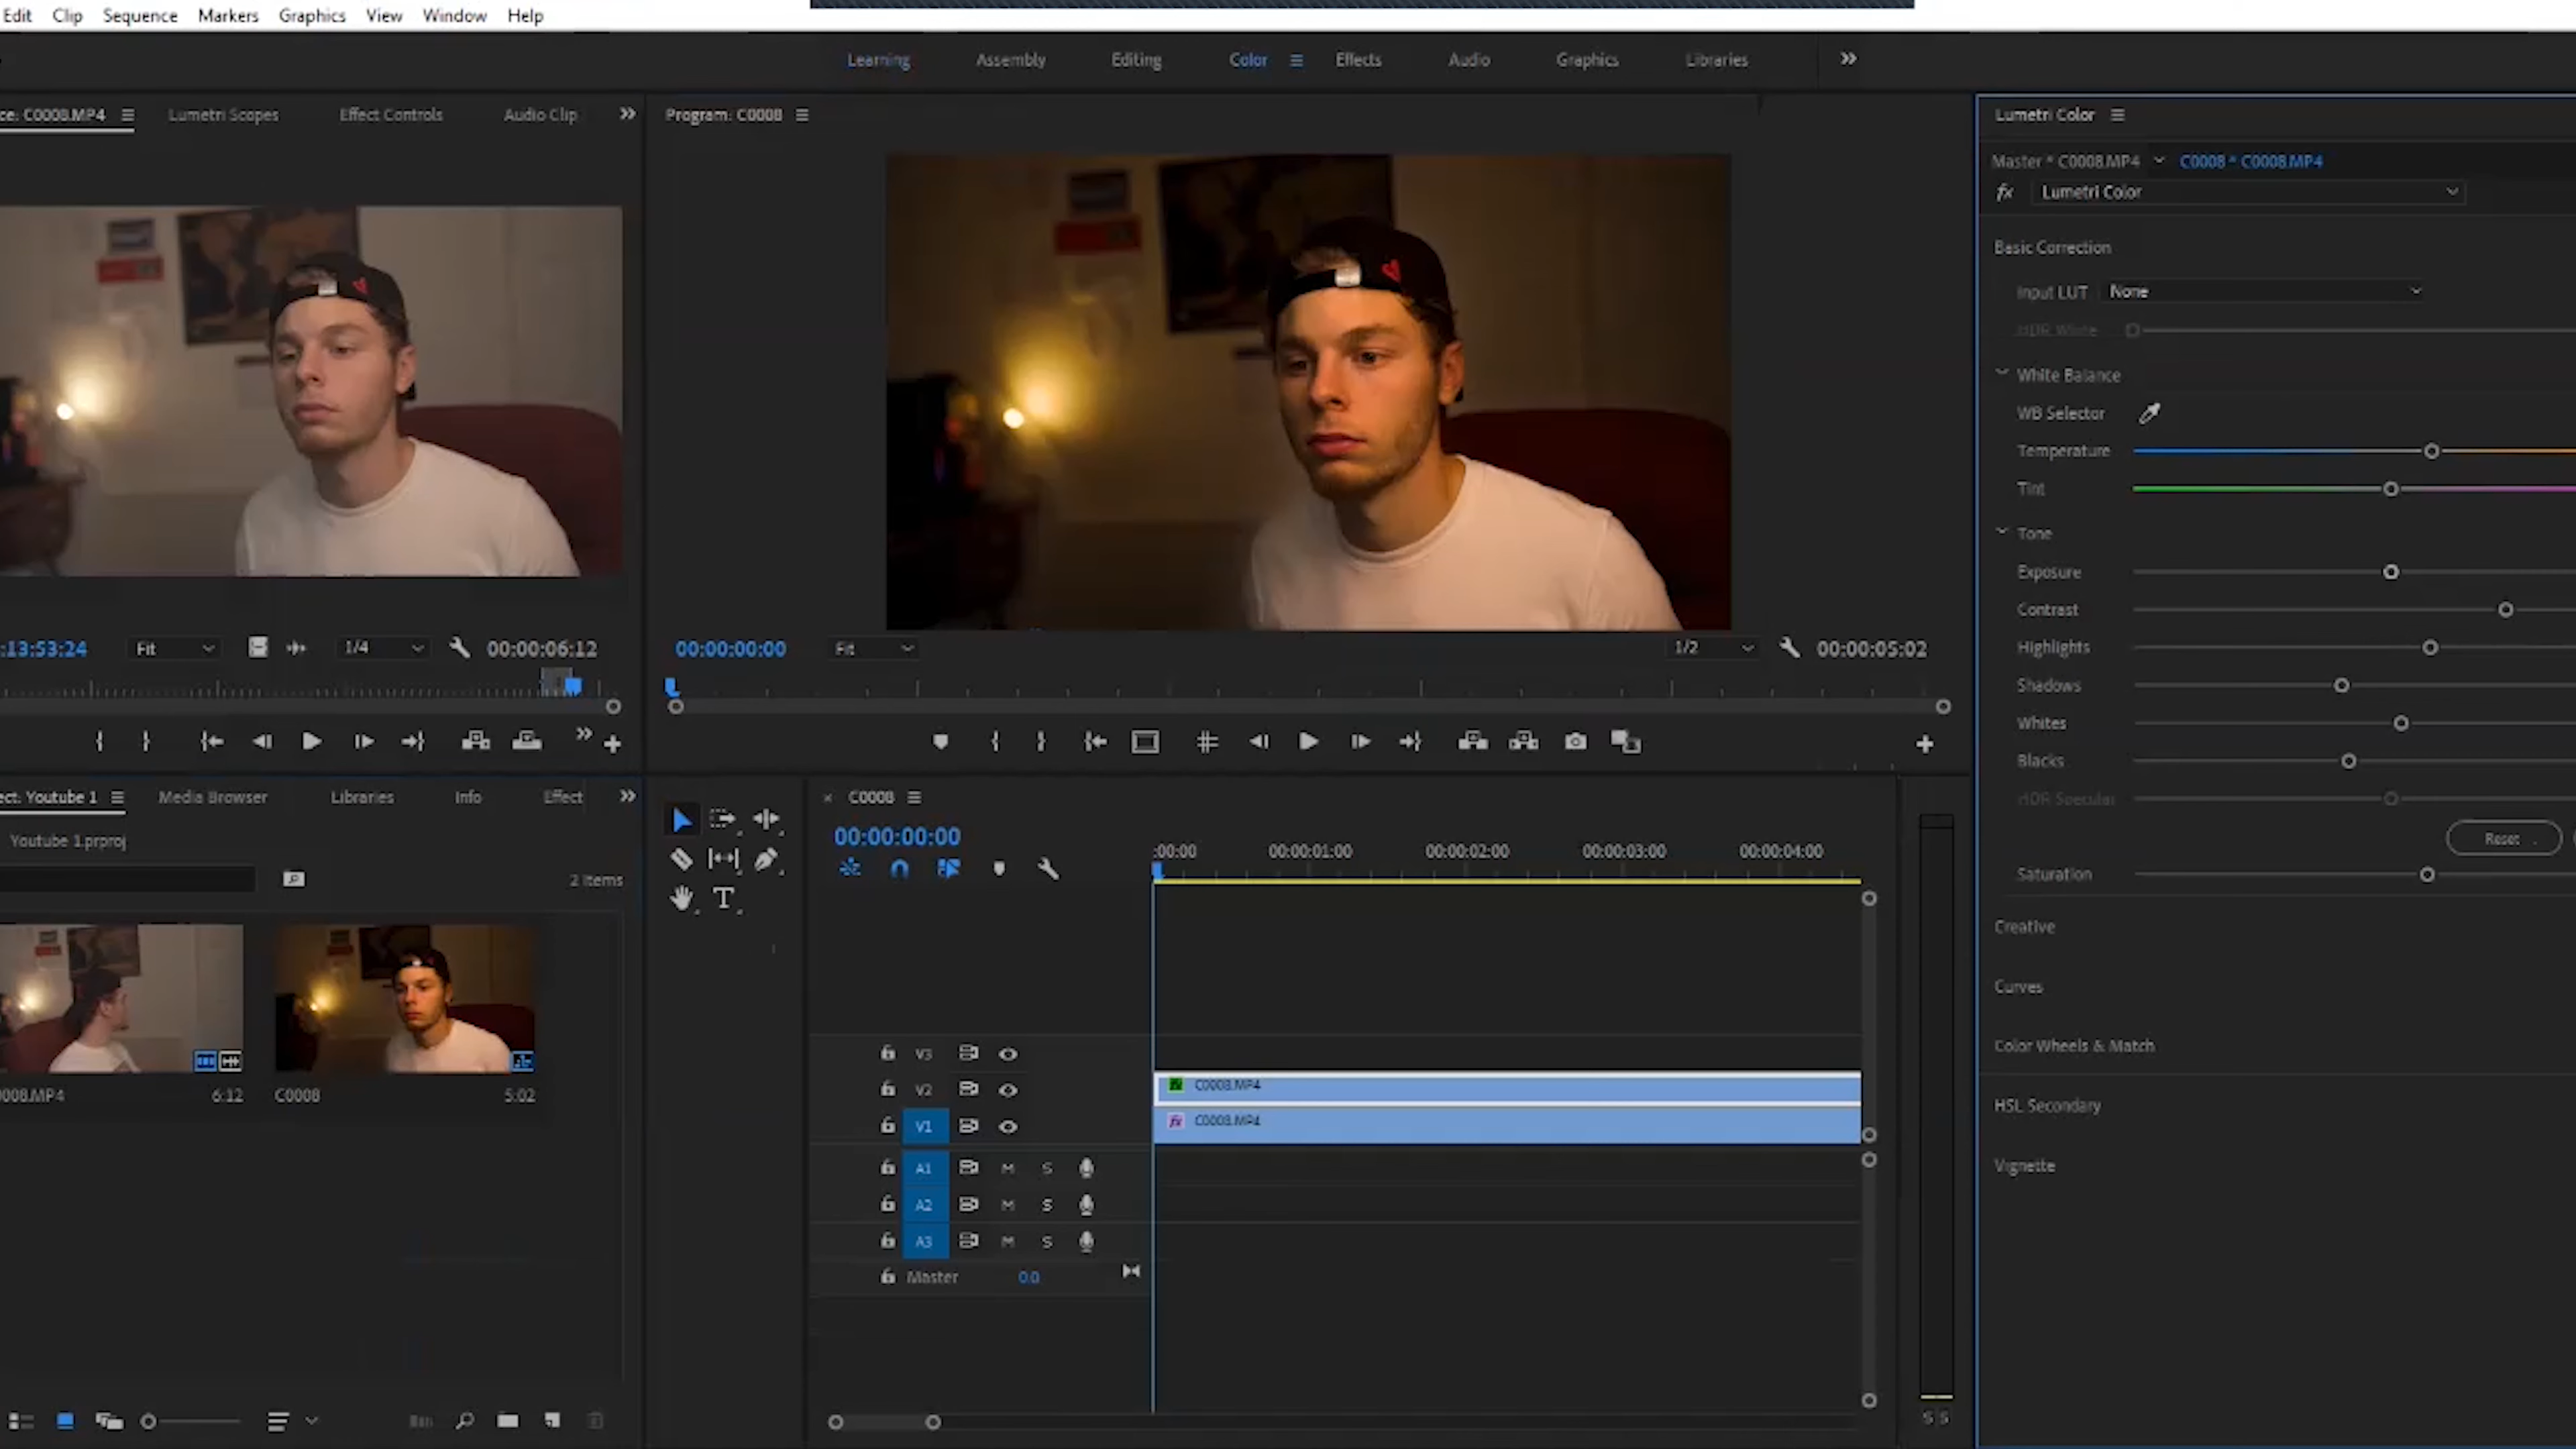 Edit Clip Sequence Markers Graphics View Window Help
Learning Assembly Editing Color Effects Audio Graphics Libraries
ce: C0008.MP4 Lumetri Scopes Effect Controls Audio Clip
Program: C0008
Lumetri Color
Master * C0008.MP4 C0008 * C0008.MP4
fx Lumetri Color
Basic Correction
Input LUT None
HDR White
White Balance
WB Selector
Temperature
Tint
Tone
Exposure
Contrast
Highlights
Shadows
Whites
Blacks
HDR Specular
Reset
Saturation
Creative
Curves
Color Wheels & Match
HSL Secondary
Vignette
:13:53:24 Fit 1/4 00:00:06:12
00:00:00:00 Fit 1/2 00:00:05:02
ect: Youtube 1 Media Browser Libraries Info Effect
Youtube 1.prproj
2 Items
008.MP4 6:12
C0008 5:02
C0008
00:00:00:00
:00:00 00:00:01:00 00:00:02:00 00:00:03:00 00:00:04:00
V3
V2 fx C0008.MP4
V1 fx C0008.MP4
A1 M S
A2 M S
A3 M S
Master 0.0
S S